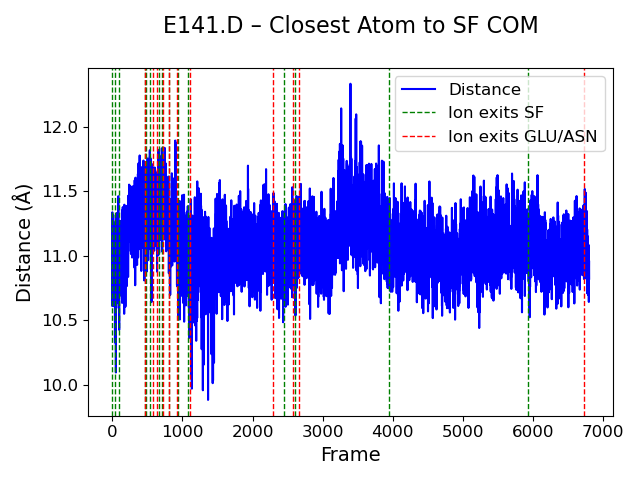 E141.D – Closest Atom to SF COM
Distance
Ion exits SF
Ion exits GLU/ASN
12.0
11.5
11.0
10.5
10.0
Distance (Å)
0 1000 2000 3000 4000 5000 6000 7000
Frame